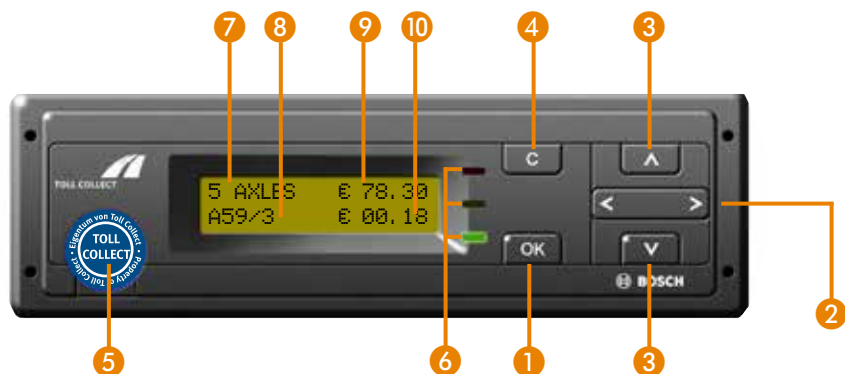 7 8 9 10 4 3
C ∧
TOLL COLLECT
5 AXLES € 78.30
A59/3 € 00.18
< >
Eigentum von Toll Collect • Property of Toll Collect •
TOLL
COLLECT
OK ∨
BOSCH
2
5 6 1 3